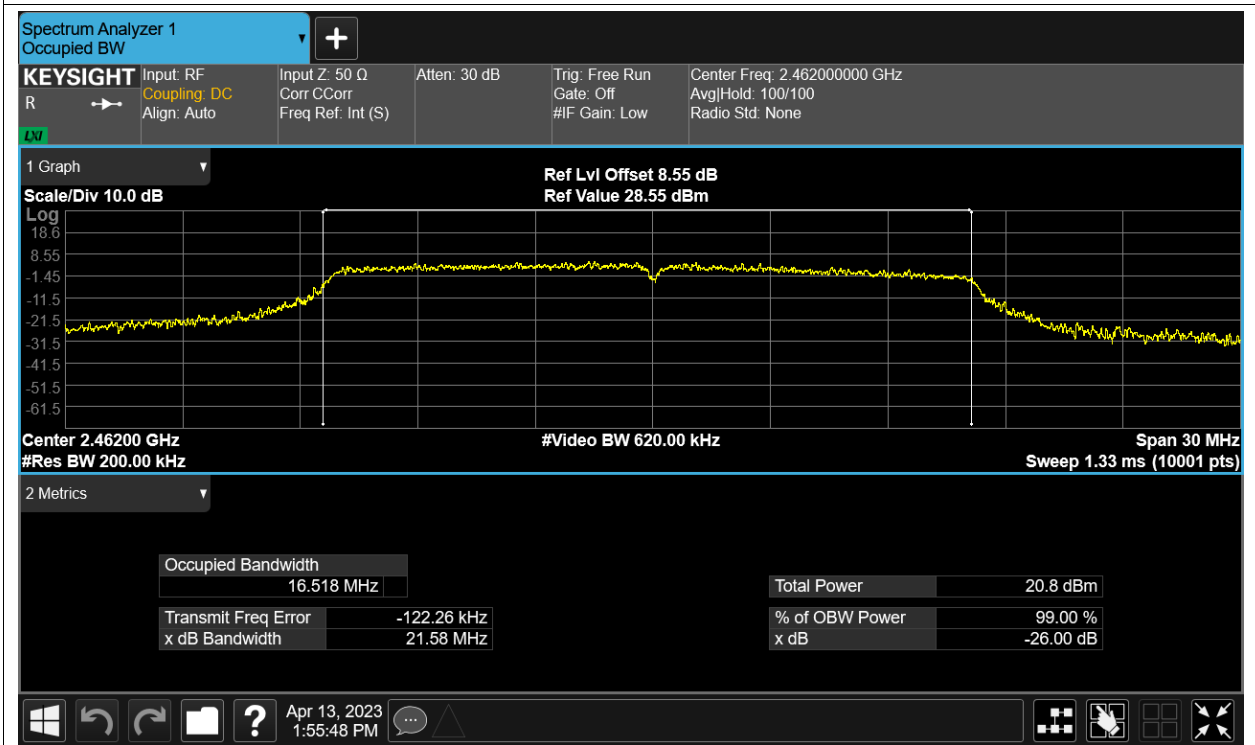 Spectrum Analyzer 1
Occupied BW
KEYSIGHT
R
LXI
Input: RF
Coupling: DC
Align: Auto
Input Z: 50 Ω
Corr CCorr
Freq Ref: Int (S)
Atten: 30 dB
Trig: Free Run
Gate: Off
#IF Gain: Low
Center Freq: 2.462000000 GHz
Avg|Hold: 100/100
Radio Std: None
1 Graph
Scale/Div 10.0 dB
Ref Lvl Offset 8.55 dB
Ref Value 28.55 dBm
Log
18.6
8.55
-1.45
-11.5
-21.5
-31.5
-41.5
-51.5
-61.5
Center 2.46200 GHz
#Video BW 620.00 kHz
Span 30 MHz
#Res BW 200.00 kHz
Sweep 1.33 ms (10001 pts)
2 Metrics
Occupied Bandwidth
16.518 MHz
Total Power 20.8 dBm
Transmit Freq Error -122.26 kHz
% of OBW Power 99.00 %
x dB Bandwidth 21.58 MHz
x dB -26.00 dB
?
Apr 13, 2023
1:55:48 PM